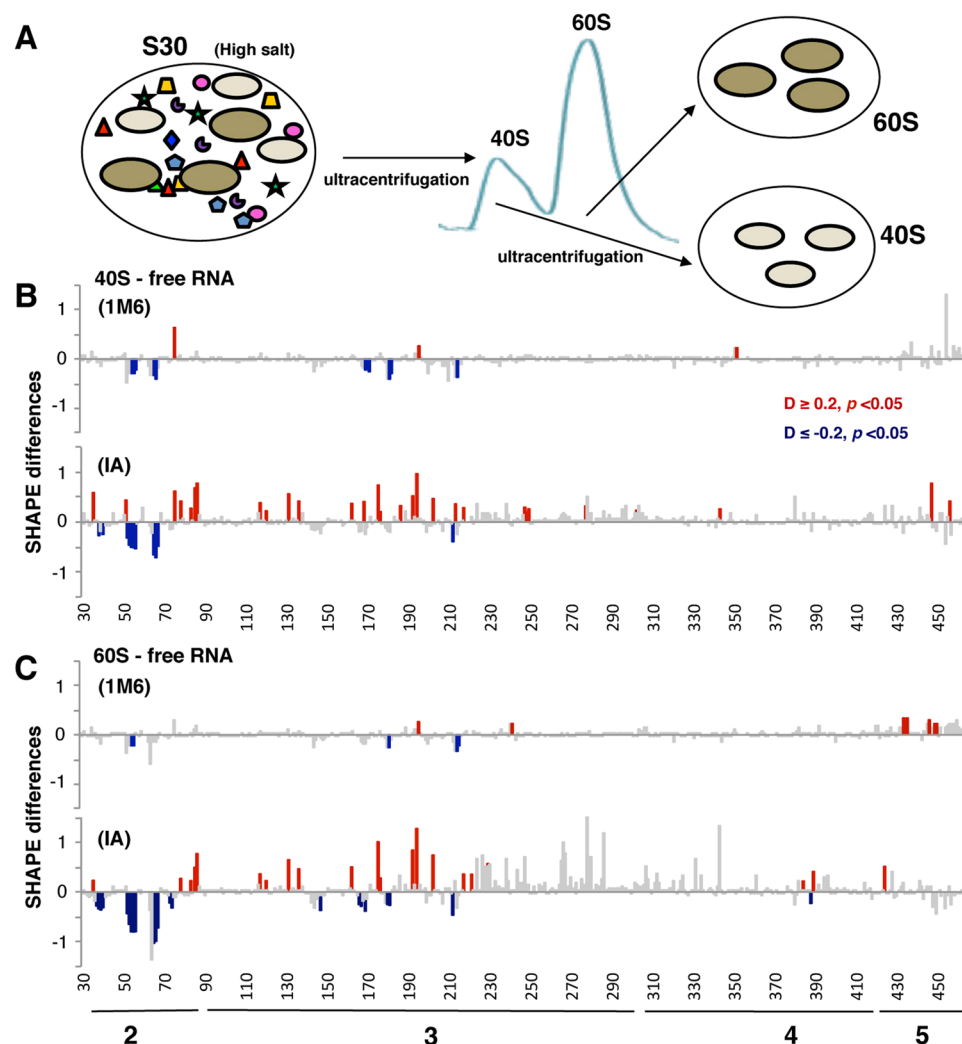 A
S30 (High salt)
ultracentrifugation
40S
60S
ultracentrifugation
60S
40S
B
40S - free RNA
(1M6)
1
0
-1
D ≥ 0.2, p <0.05
D ≤ -0.2, p <0.05
SHAPE differences
(IA)
1
0
-1
30 50 70 90 110 130 150 170 190 210 230 250 270 290 310 330 350 370 390 410 430 450
C
60S - free RNA
(1M6)
1
0
-1
SHAPE differences
(IA)
1
0
-1
30 50 70 90 110 130 150 170 190 210 230 250 270 290 310 330 350 370 390 410 430 450
2 3 4 5